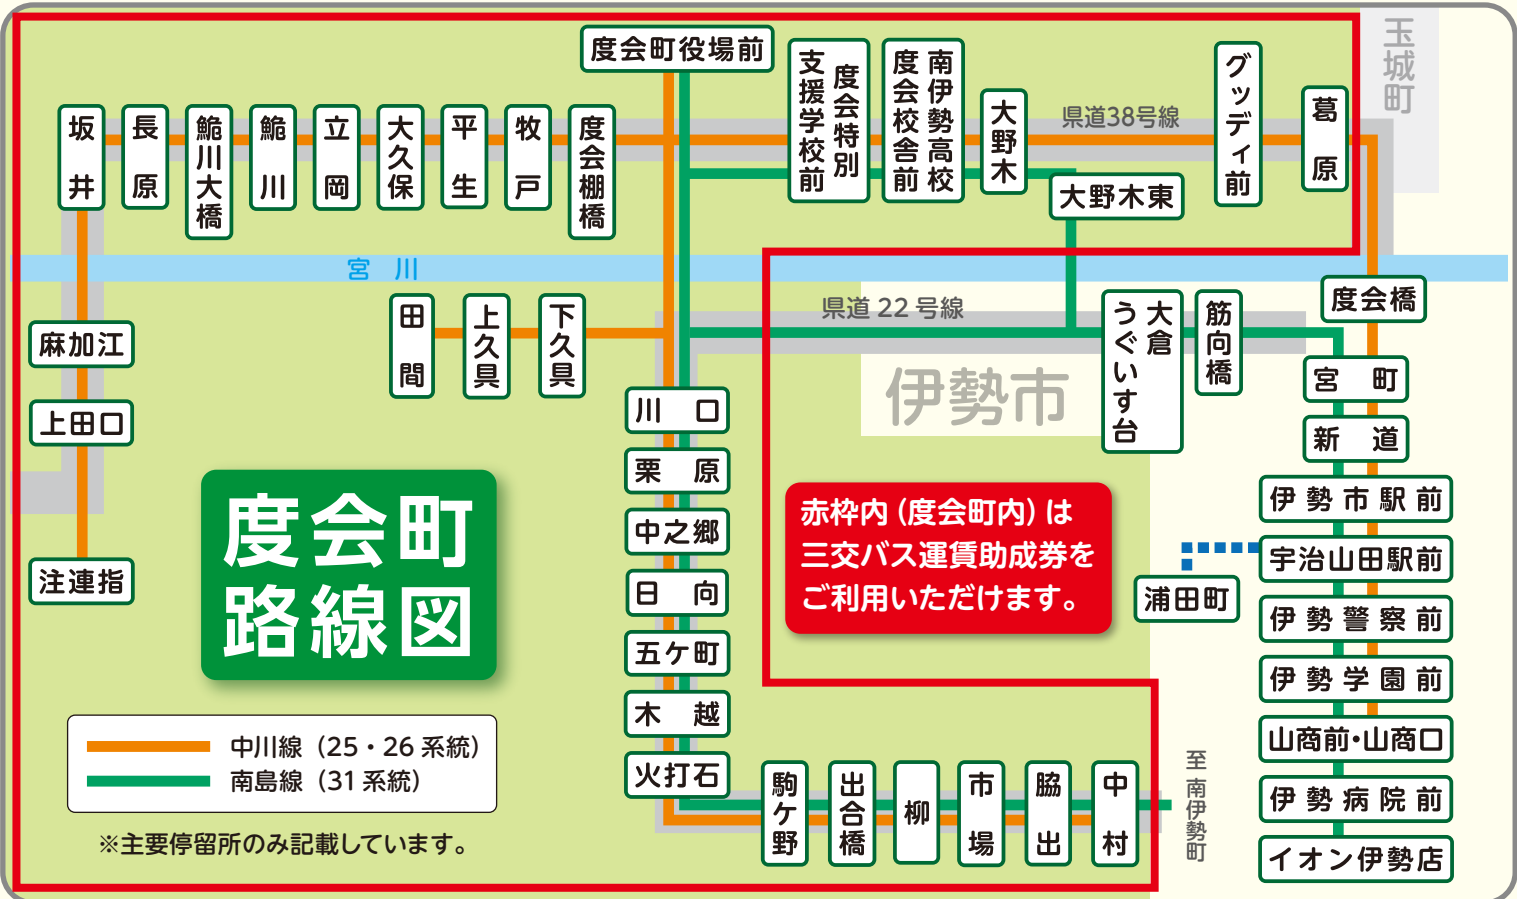 玉城町
度会町役場前
坂井
長原
鮠川大橋
鮠川
立岡
大久保
平生
牧戸
度会棚橋
度会特別
支援学校前
南伊勢高校
度会校舎前
大野木
県道38号線
グッディ前
葛原
大野木東
宮川
度会橋
麻加江
上田口
注連指
田間
上久具
下久具
県道22号線
伊勢市
大倉
うぐいす台
筋向橋
宮町
新道
伊勢市駅前
宇治山田駅前
浦田町
伊勢警察前
伊勢学園前
山商前・山商口
伊勢病院前
イオン伊勢店
川口
栗原
中之郷
日向
五ケ町
木越
火打石
駒ケ野
出合橋
柳
市場
脇出
中村
至 南伊勢町
度会町
路線図
赤枠内（度会町内）は
三交バス運賃助成券を
ご利用いただけます。
中川線（25・26系統）
南島線（31系統）
※主要停留所のみ記載しています。